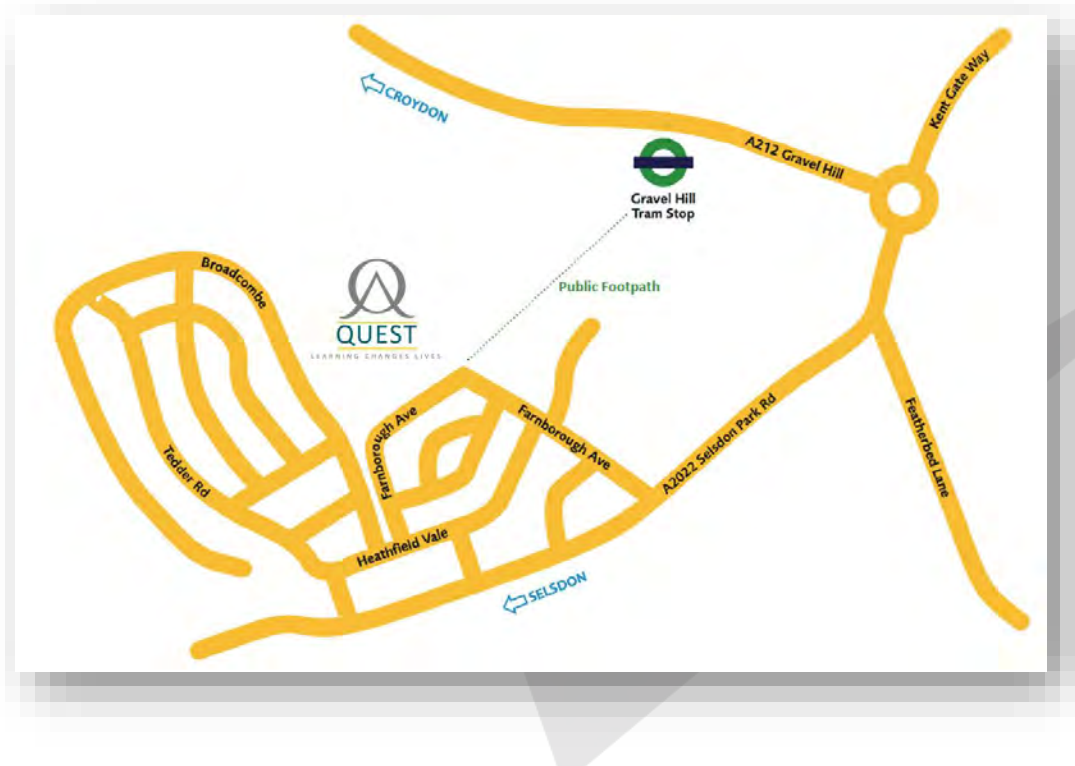 Kent Gate Way
CROYDON
A212 Gravel Hill
Gravel Hill
Tram Stop
Public Footpath
Broadcombe
QUEST
LEARNING CHANGES LIVES
Farnborough Ave
Farnborough Ave
A2022 Selsdon Park Rd
Featherbed Lane
Tedder Rd
Heathfield Vale
SELSDON